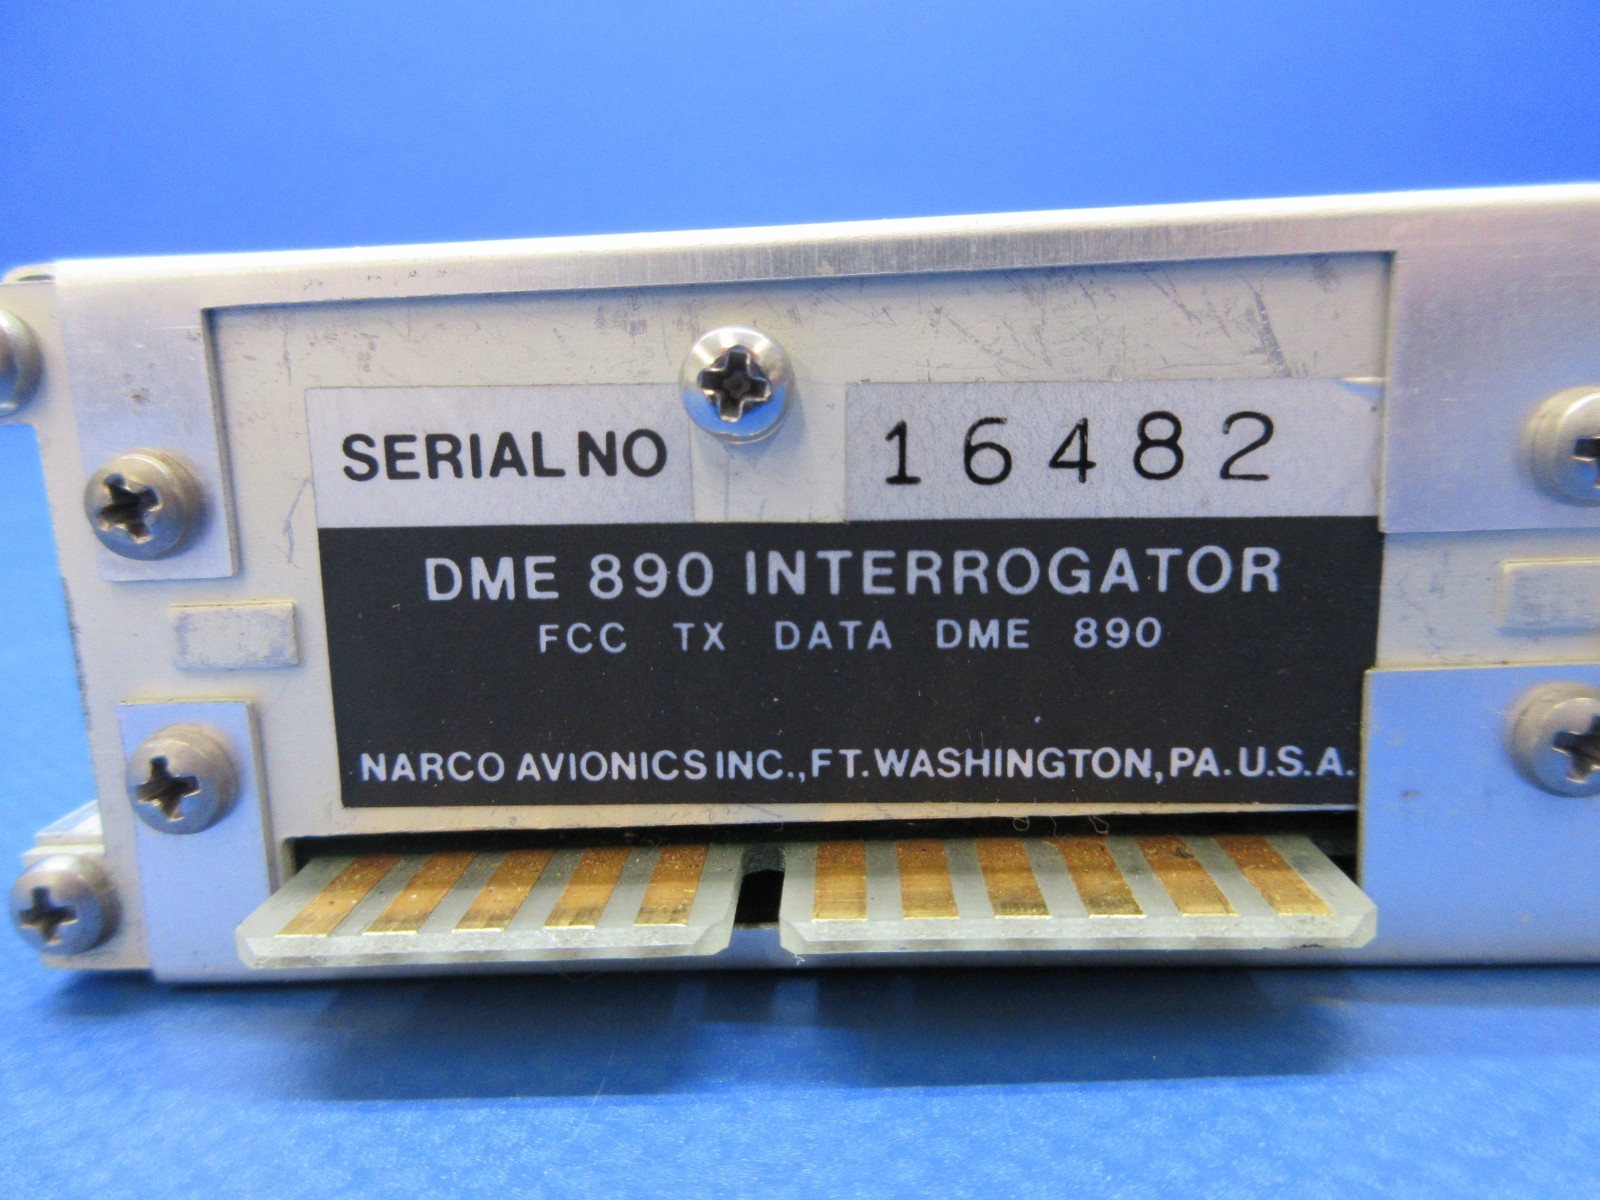 SERIAL NO 16482
DME 890 INTERROGATOR
FCC TX DATA DME 890
NARCO AVIONICS INC., FT. WASHINGTON, PA. U.S.A.